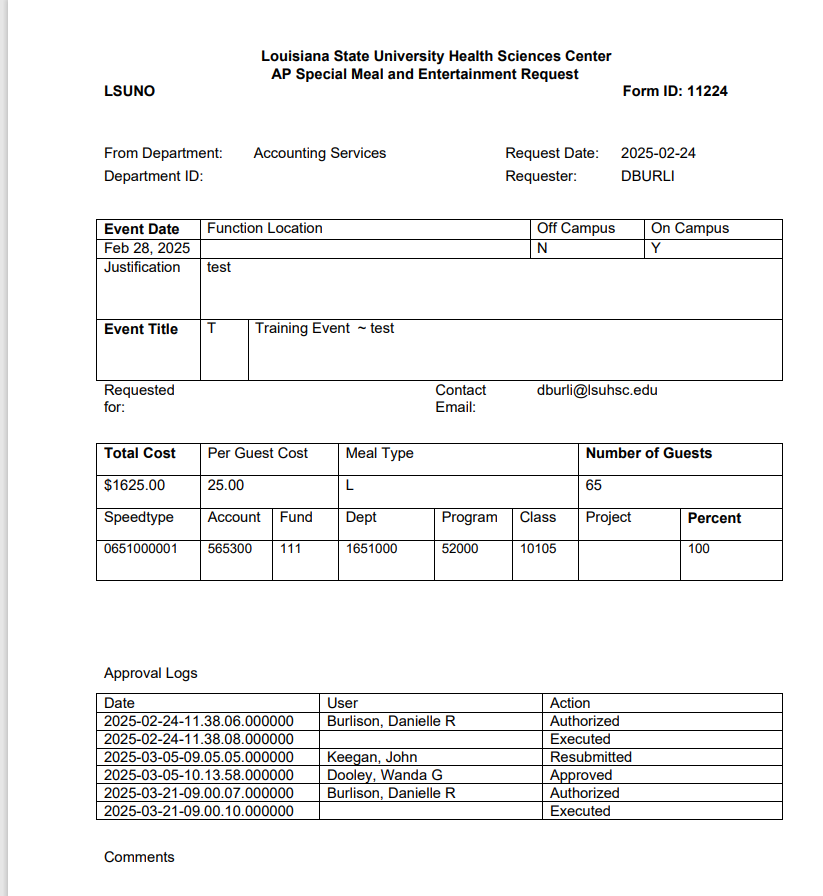 Louisiana State University Health Sciences Center
AP Special Meal and Entertainment Request
LSUNO Form ID: 11224
From Department: Accounting Services Request Date: 2025-02-24
Department ID: Requester: DBURLI
Event Date Function Location Off Campus On Campus
Feb 28, 2025 N Y
Justification test
Event Title T Training Event ~ test
Requested Contact dburli@lsuhsc.edu
for: Email:
Total Cost Per Guest Cost Meal Type Number of Guests
$1625.00 25.00 L 65
Speedtype Account Fund Dept Program Class Project Percent
0651000001 565300 111 1651000 52000 10105 100
Approval Logs
Date User Action
2025-02-24-11.38.06.000000 Burlison, Danielle R Authorized
2025-02-24-11.38.08.000000 Executed
2025-03-05-09.05.05.000000 Keegan, John Resubmitted
2025-03-05-10.13.58.000000 Dooley, Wanda G Approved
2025-03-21-09.00.07.000000 Burlison, Danielle R Authorized
2025-03-21-09.00.10.000000 Executed
Comments